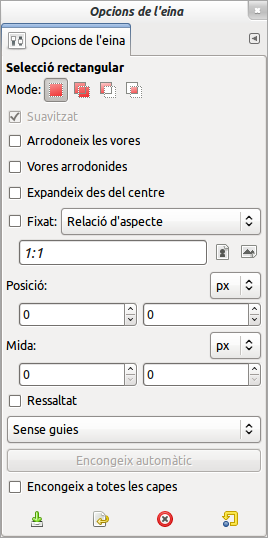 Opcions de l'eina
Opcions de l'eina
Selecció rectangular
Mode:
Suavitzat
Arrodoneix les vores
Vores arrodonides
Expandeix des del centre
Fixat: Relació d'aspecte
1:1
Posició: px
0 0
Mida: px
0 0
Ressaltat
Sense guies
Encongeix automàtic
Encongeix a totes les capes